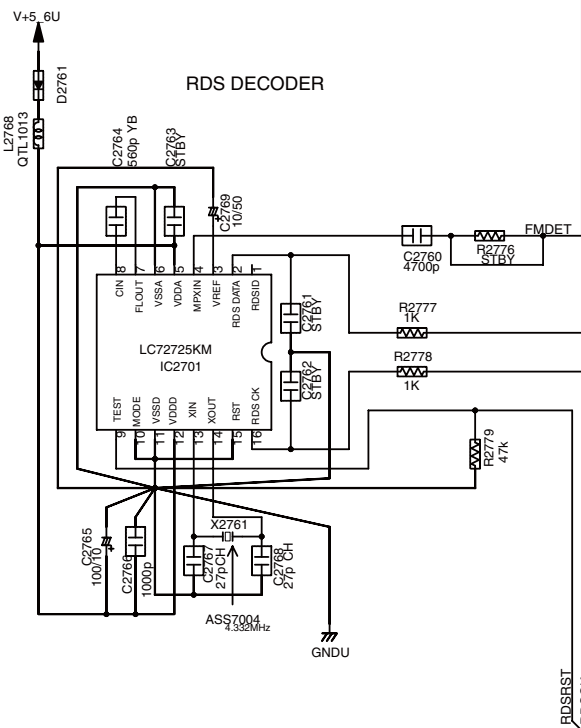 V+5_6U
D2761
L2768
QTL1013
RDS DECODER
C2764
560p YB
C2763
STBY
C2769
10/50
FMDET
C2760
4700p
R2776
STBY
8 7 6 5 4 3 2 1
CIN
FLOUT
VSSA
VDDA
MPXIN
VREF
RDS DATA
RDSID
C2761
STBY
R2777
1K
LC72725KM
IC2701
R2778
1K
C2762
STBY
TEST
MODE
VSSD
VDDD
XIN
XOUT
RST
RDS CK
9 10 11 12 13 14 15 16
R2779
47k
C2765
100/10
C2766
1000p
X2761
C2767
27pCH
C2768
27p CH
ASS7004
4.332MHz
GNDU
RDSRST